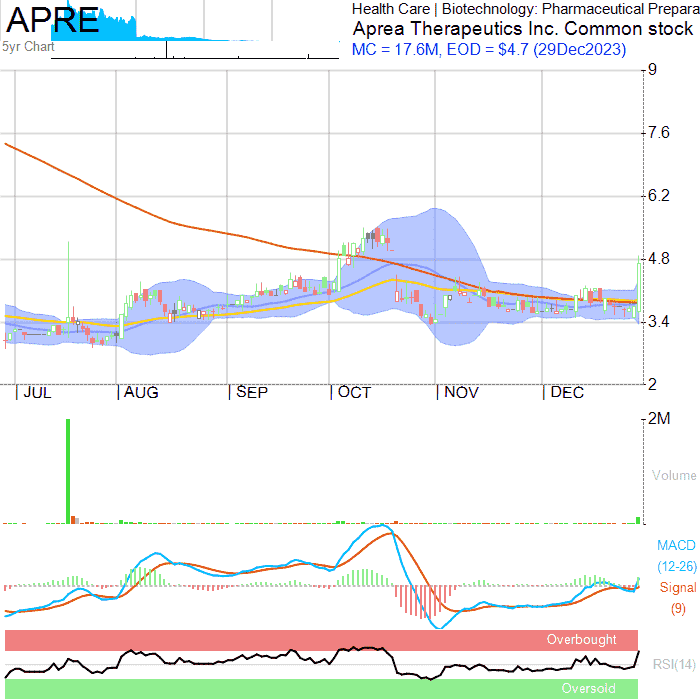 APRE
5yr Chart
Health Care | Biotechnology: Pharmaceutical Prepara
Aprea Therapeutics Inc. Common stock
MC = 17.6M, EOD = $4.7 (29Dec2023)
9
7.6
6.2
4.8
3.4
2
JUL AUG SEP OCT NOV DEC
2M
Volume
MACD
(12-26)
Signal
(9)
Overbought
RSI(14)
Oversold